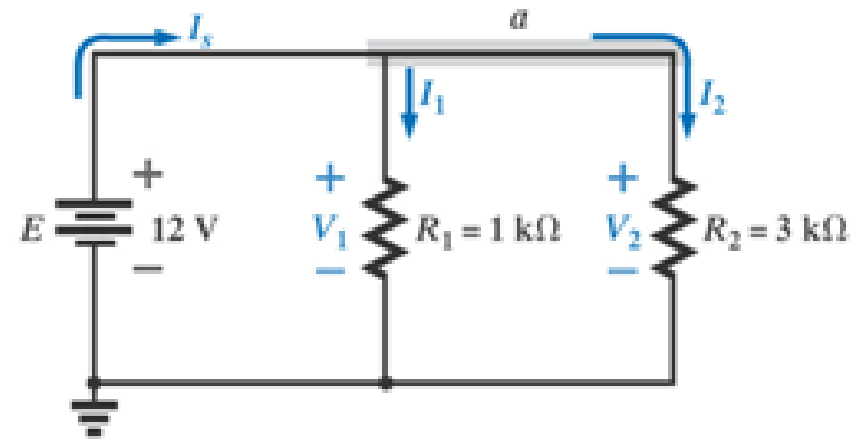 a
Iₛ
I₁
I₂
+
+
+
E
12 V
V₁
R₁ = 1 kΩ
V₂
R₂ = 3 kΩ
−
−
−